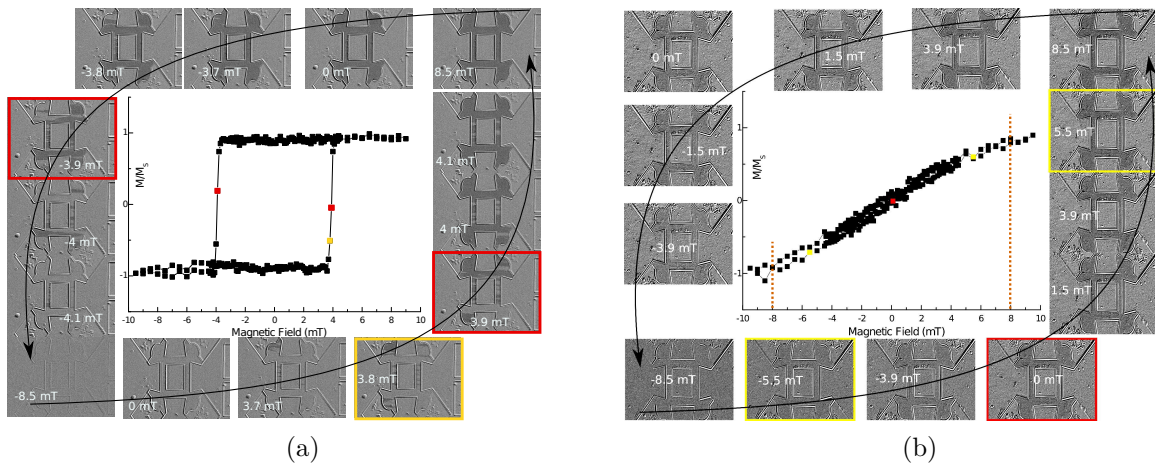 -3.8 mT
-3.7 mT
0 mT
8.5 mT
-3.9 mT
-4 mT
-4.1 mT
-8.5 mT
4.1 mT
4 mT
3.9 mT
0 mT
3.7 mT
3.8 mT
M/Ms
1
0
-1
-10 -8 -6 -4 -2 0 2 4 6 8 10
Magnetic Field (mT)
(a)
0 mT
1.5 mT
3.9 mT
8.5 mT
-1.5 mT
-3.9 mT
5.5 mT
3.9 mT
1.5 mT
-8.5 mT
-5.5 mT
-3.9 mT
0 mT
M/Ms
1
0
-1
-10 -8 -6 -4 -2 0 2 4 6 8 10
Magnetic Field (mT)
(b)